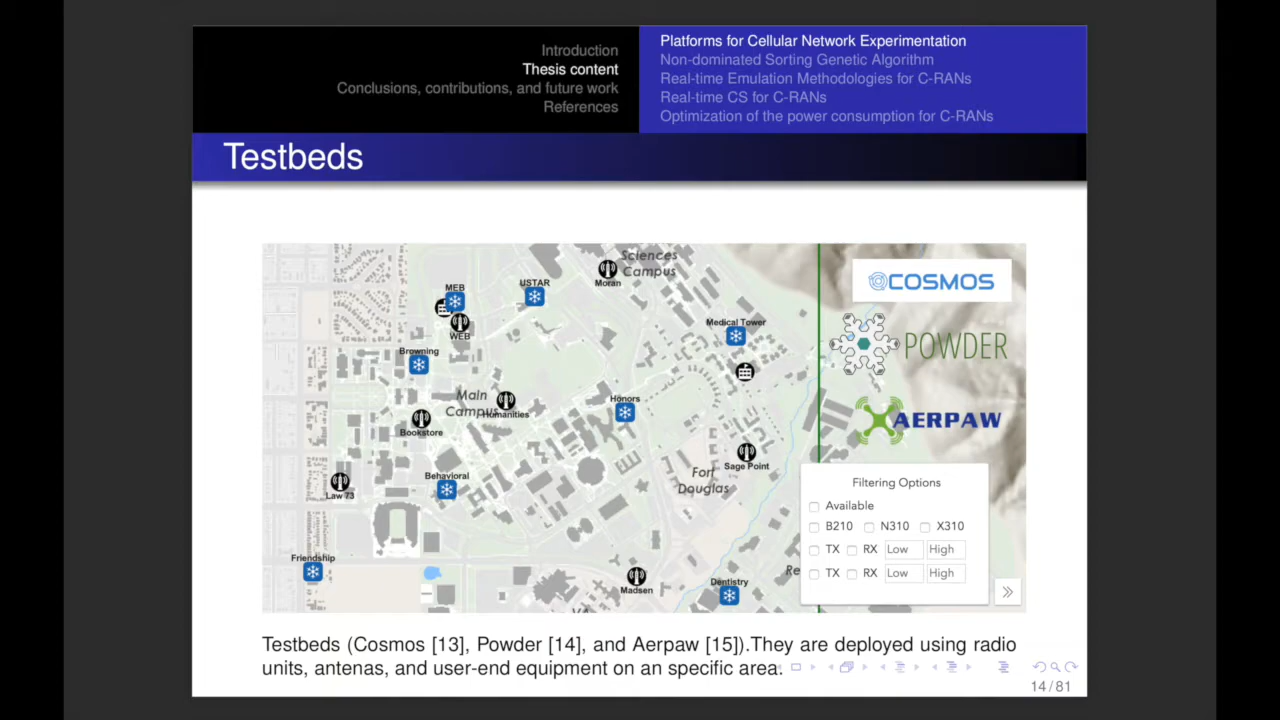 Introduction
Thesis content
Conclusions, contributions, and future work
References
Platforms for Cellular Network Experimentation
Non-dominated Sorting Genetic Algorithm
Real-time Emulation Methodologies for C-RANs
Real-time CS for C-RANs
Optimization of the power consumption for C-RANs
Testbeds
Sciences
Campus
Moran
MEB
USTAR
WEB
Medical Tower
Browning
Main
Campus
Humanities
Honors
Bookstore
Sage Point
Fort
Douglas
Behavioral
Law 73
Friendship
Madsen
Dentistry
Re
VA
COSMOS
POWDER
AERPAW
Filtering Options
Available
B210 N310 X310
TX RX Low High
TX RX Low High
Testbeds (Cosmos [13], Powder [14], and Aerpaw [15]).They are deployed using radio
units, antenas, and user-end equipment on an specific area.
14/81